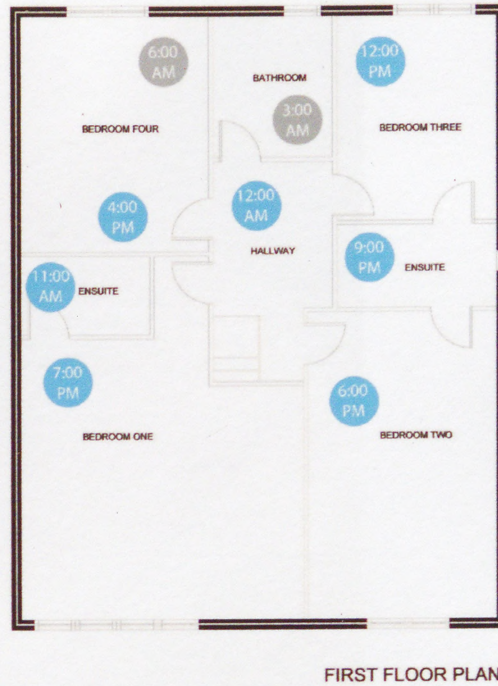 6:00
AM
BATHROOM
12:00
PM
BEDROOM FOUR
3:00
AM
BEDROOM THREE
4:00
PM
12:00
AM
HALLWAY
9:00
PM
ENSUITE
11:00
AM
ENSUITE
7:00
PM
6:00
PM
BEDROOM ONE
BEDROOM TWO
FIRST FLOOR PLAN